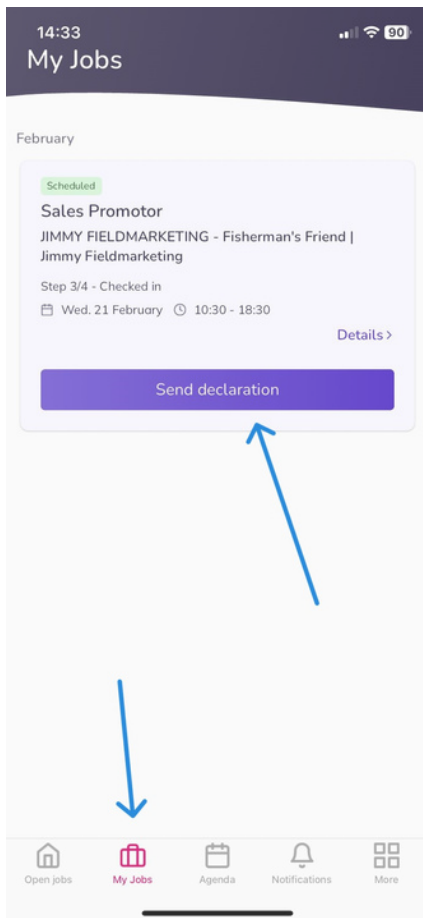 14:33
90
My Jobs
February
Scheduled
Sales Promotor
JIMMY FIELDMARKETING - Fisherman's Friend |
Jimmy Fieldmarketing
Step 3/4 - Checked in
Wed. 21 February 10:30 - 18:30
Details >
Send declaration
Open jobs My Jobs Agenda Notifications More